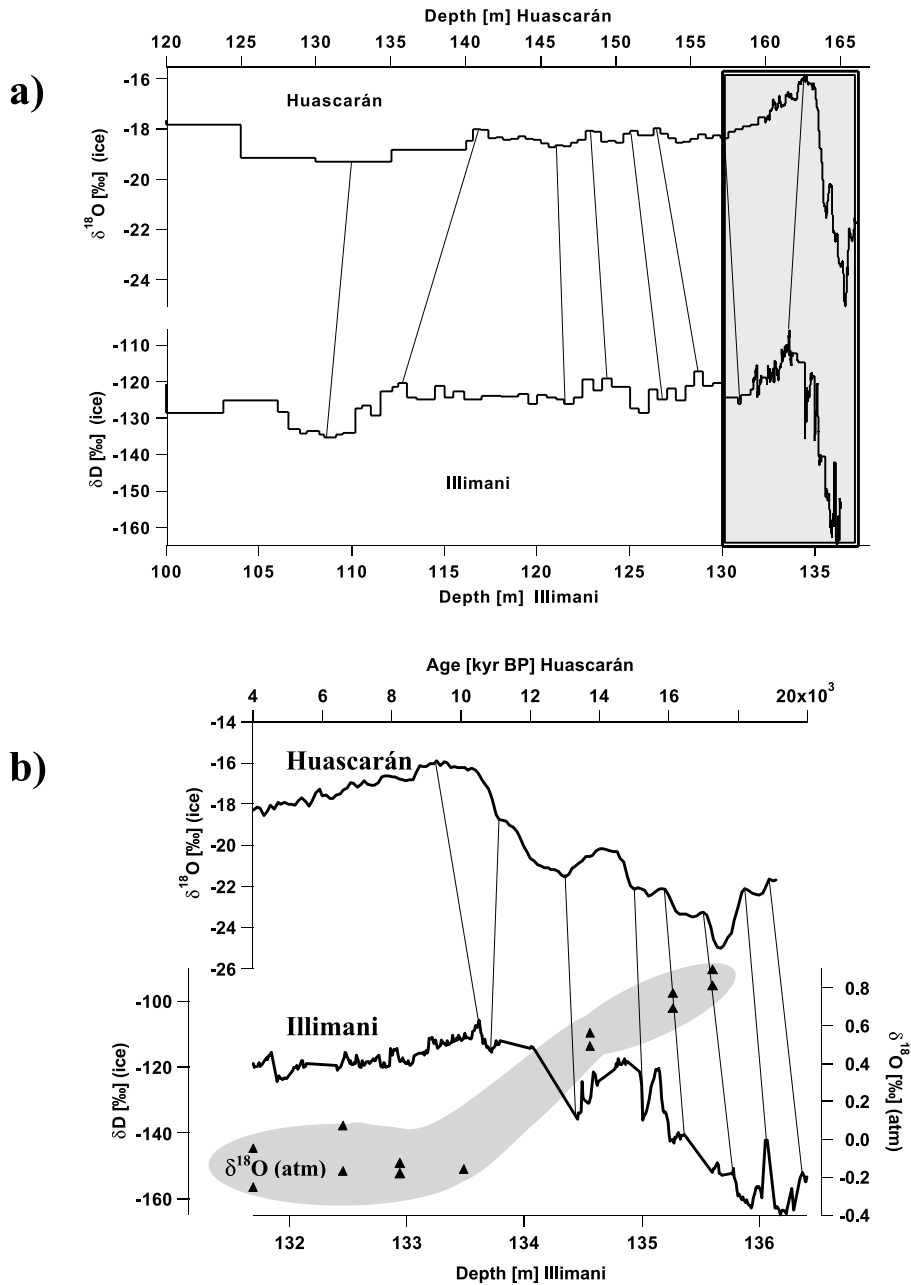 Depth [m] Huascarán
120 125 130 135 140 145 150 155 160 165
a)
-16
-18
-20
-22
-24
δ18O [‰] (ice)
Huascarán
-110
-120
-130
-140
-150
-160
δD [‰] (ice)
Illimani
100 105 110 115 120 125 130 135
Depth [m] Illimani
Age [kyr BP] Huascarán
4 6 8 10 12 14 16 18 20x10³
b)
-14
-16
-18
-20
-22
-24
-26
δ18O [‰] (ice)
Huascarán
-100
-120
-140
-160
δD [‰] (ice)
Illimani
δ18O (atm)
0.8
0.6
0.4
0.2
0.0
-0.2
-0.4
δ18O [‰] (atm)
132 133 134 135 136
Depth [m] Illimani